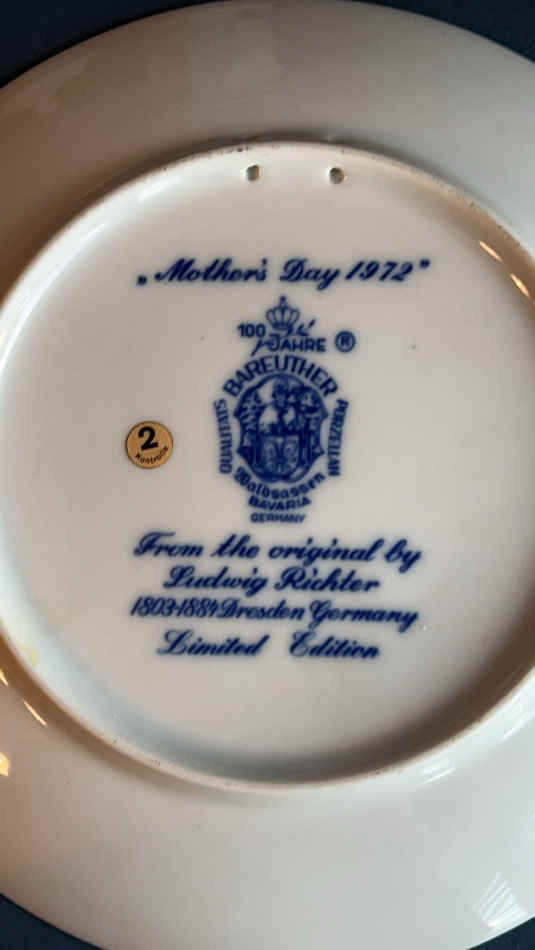 „Mother's Day 1972"
100 JAHRE ®
BAREUTHER
QUALITÄTS PORZELLAN
Waldsassen
BAVARIA
GERMANY
2
Kontrolle
From the original by
Ludwig Richter
1803-1884 Dresden Germany
Limited Edition